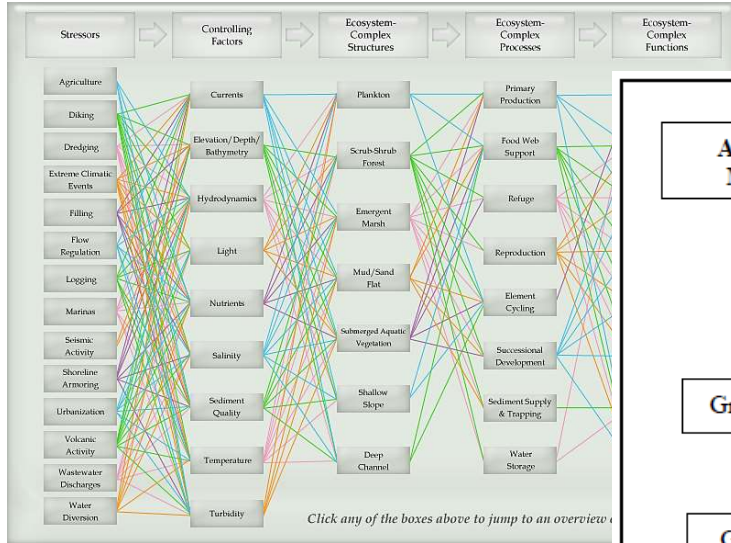 Stressors
Controlling
Factors
Ecosystem-
Complex
Structures
Ecosystem-
Complex
Processes
Ecosystem-
Complex
Functions
Agriculture
Diking
Dredging
Extreme Climatic
Events
Filling
Flow
Regulation
Logging
Marinas
Seismic
Activity
Shoreline
Armoring
Urbanization
Volcanic
Activity
Wastewater
Discharges
Water
Diversion
Currents
Elevation/Depth/
Bathymetry
Hydrodynamics
Light
Nutrients
Salinity
Sediment
Quality
Temperature
Turbidity
Plankton
Scrub-Shrub
Forest
Emergent
Marsh
Mud/Sand
Flat
Submerged Aquatic
Vegetation
Shallow
Slope
Deep
Channel
Primary
Production
Food Web
Support
Refuge
Reproduction
Element
Cycling
Successional
Development
Sediment Supply
& Trapping
Water
Storage
Click any of the boxes above to jump to an overview
A
G